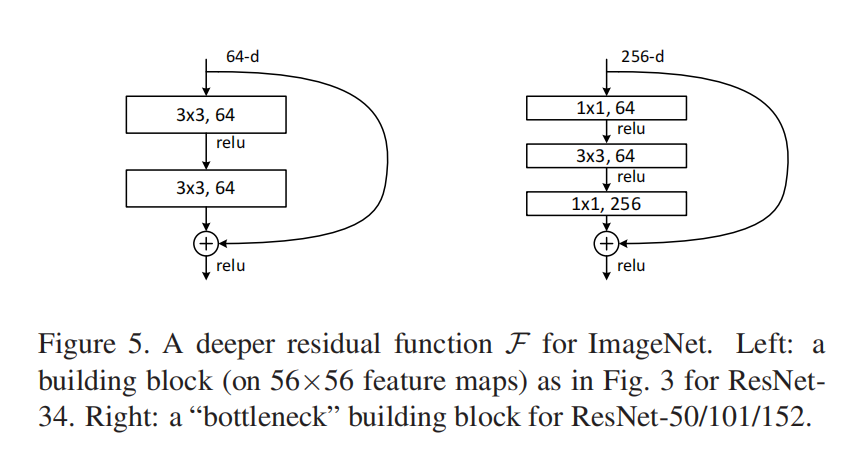 64-d
3x3, 64
relu
3x3, 64
+
relu
256-d
1x1, 64
relu
3x3, 64
relu
1x1, 256
+
relu
Figure 5. A deeper residual function F for ImageNet. Left: a
building block (on 56×56 feature maps) as in Fig. 3 for ResNet-
34. Right: a “bottleneck” building block for ResNet-50/101/152.